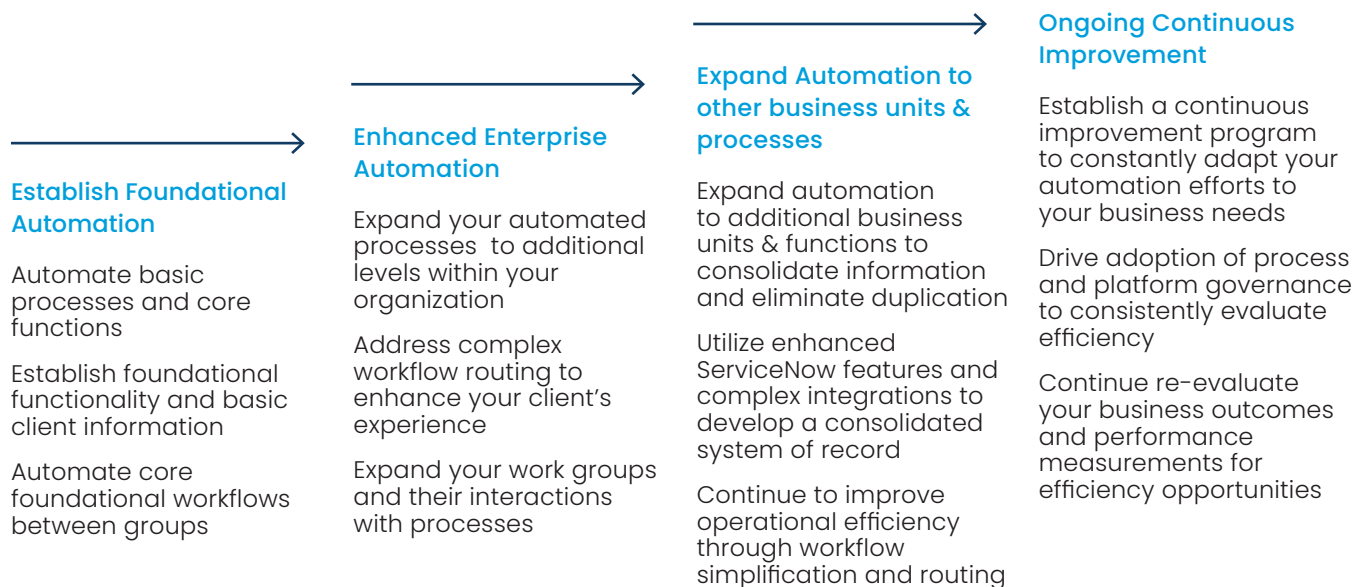 Establish Foundational
Automation
Automate basic
processes and core
functions
Establish foundational
functionality and basic
client information
Automate core
foundational workflows
between groups
Enhanced Enterprise
Automation
Expand your automated
processes  to additional
levels within your
organization
Address complex
workflow routing to
enhance your client’s
experience
Expand your work groups
and their interactions
with processes
Expand Automation to
other business units &
processes
Expand automation
to additional business
units & functions to
consolidate information
and eliminate duplication
Utilize enhanced
ServiceNow features and
complex integrations to
develop a consolidated
system of record
Continue to improve
operational efficiency
through workflow
simplification and routing
Ongoing Continuous
Improvement
Establish a continuous
improvement program
to constantly adapt your
automation efforts to
your business needs
Drive adoption of process
and platform governance
to consistently evaluate
efficiency
Continue re-evaluate
your business outcomes
and performance
measurements for
efficiency opportunities